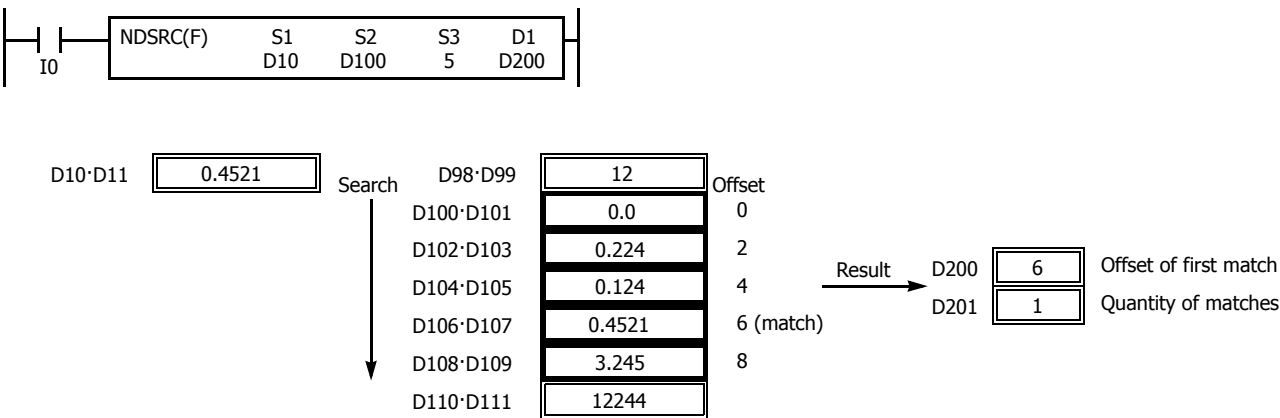 NDSRC(F) S1 S2 S3 D1
I0 D10 D100 5 D200
D10·D11 0.4521 Search D98·D99 12 Offset
D100·D101 0.0 0
D102·D103 0.224 2
D104·D105 0.124 4
Result D200 6 Offset of first match
D106·D107 0.4521 6 (match)
D201 1 Quantity of matches
D108·D109 3.245 8
D110·D111 12244